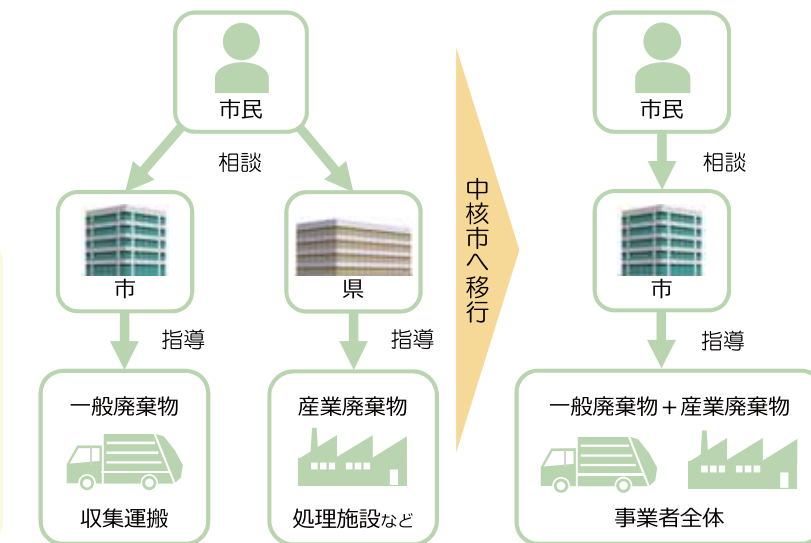 市民
相談
市
県
指導
指導
一般廃棄物
収集運搬
産業廃棄物
処理施設など
中核市へ移行
市民
相談
市
指導
一般廃棄物＋産業廃棄物
事業者全体